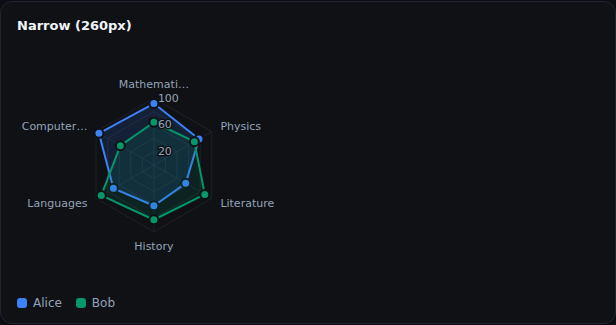 Narrow (260px)
Mathemati…
100
Computer…
60
Physics
20
Languages
Literature
History
Alice
Bob